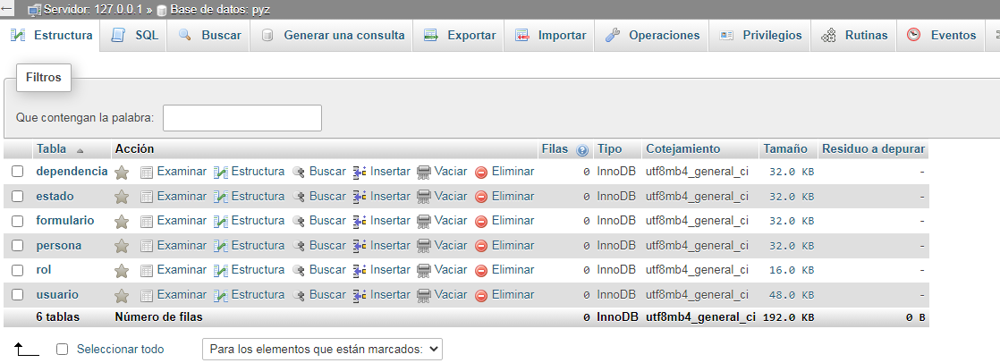 Servidor: 127.0.0.1 » Base de datos: pyz
Estructura SQL Buscar Generar una consulta Exportar Importar Operaciones Privilegios Rutinas Eventos
Filtros
Que contengan la palabra:
Tabla Acción Filas Tipo Cotejamiento Tamaño Residuo a depurar
dependencia Examinar Estructura Buscar Insertar Vaciar Eliminar 0 InnoDB utf8mb4_general_ci 32.0 KB -
estado Examinar Estructura Buscar Insertar Vaciar Eliminar 0 InnoDB utf8mb4_general_ci 32.0 KB -
formulario Examinar Estructura Buscar Insertar Vaciar Eliminar 0 InnoDB utf8mb4_general_ci 32.0 KB -
persona Examinar Estructura Buscar Insertar Vaciar Eliminar 0 InnoDB utf8mb4_general_ci 32.0 KB -
rol Examinar Estructura Buscar Insertar Vaciar Eliminar 0 InnoDB utf8mb4_general_ci 16.0 KB -
usuario Examinar Estructura Buscar Insertar Vaciar Eliminar 0 InnoDB utf8mb4_general_ci 48.0 KB -
6 tablas Número de filas 0 InnoDB utf8mb4_general_ci 192.0 KB 0 B
Seleccionar todo Para los elementos que están marcados: